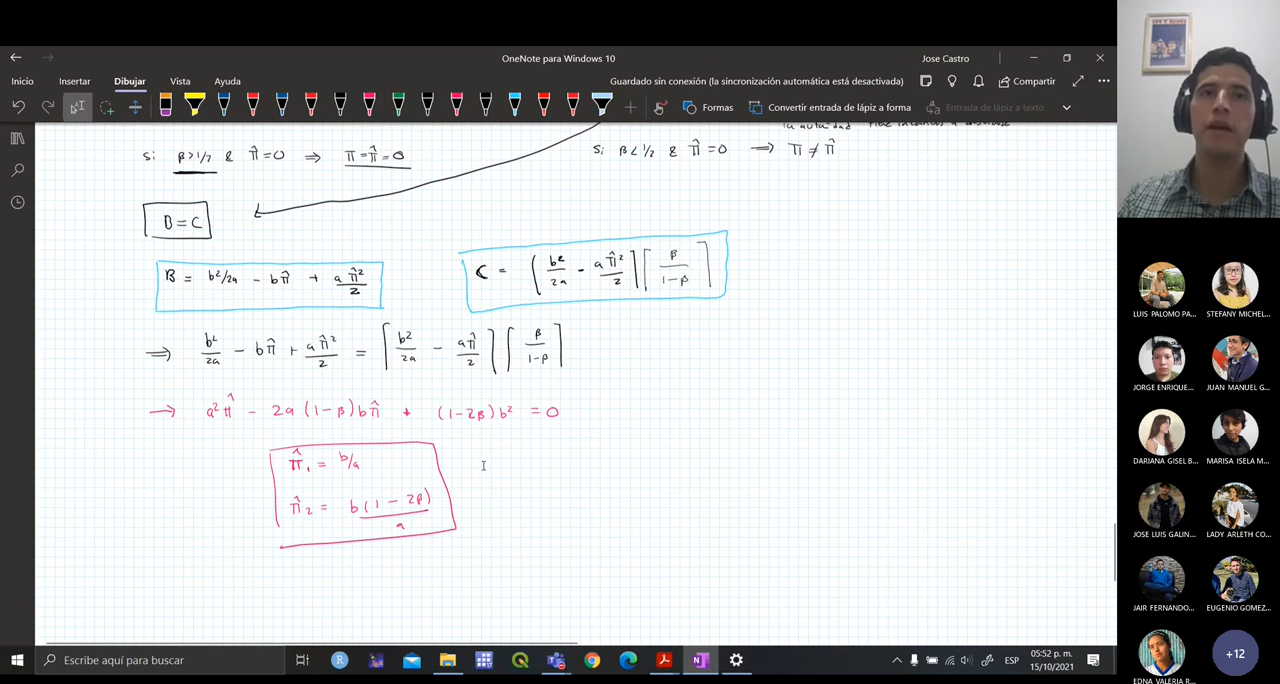 OneNote para Windows 10
Jose Castro
Inicio Insertar Dibujar Vista Ayuda
Guardado sin conexión (la sincronización automática está desactivada)
Compartir
Formas
Convertir entrada de lápiz a forma
Entrada de lápiz a texto
la autoridad tiene
Si β>1/2 & π̂=0 ⇒ π=π̂=0
Si β<1/2 & π̂=0 ⇒ π≠π̂
B=C
B = b²/2a − bπ̂ + aπ̂²/2
C = [b²/2a − aπ̂²/2][β/1−β]
⇒ b²/2a − bπ̂ + aπ̂²/2 = [b²/2a − aπ̂/2][β/1−β]
→ a²π̂ − 2a(1−β)bπ̂ + (1−2β)b² = 0
π̂₁ = b/a
π̂₂ = b(1−2β)/a
LUIS PALOMO PA...
STEFANY MICHEL...
JORGE ENRIQUE...
JUAN MANUEL G...
DARIANA GISEL B...
MARISA ISELA M...
JOSE LUIS GALIN...
LADY ARLETH CO...
JAIR FERNANDO...
EUGENIO GOMEZ...
EDNA VALERIA R...
+12
Escribe aquí para buscar
ESP
05:52 p. m.
15/10/2021